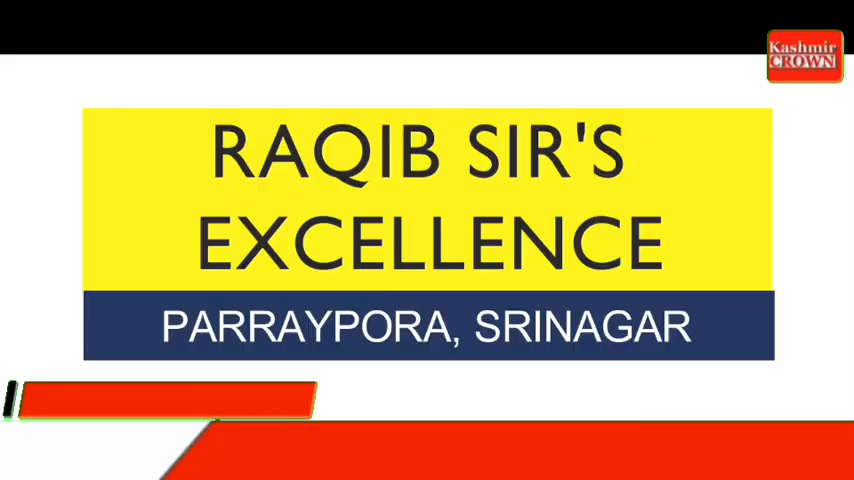 Kashmir
CROWN
RAQIB SIR'S
EXCELLENCE
PARRAYPORA, SRINAGAR